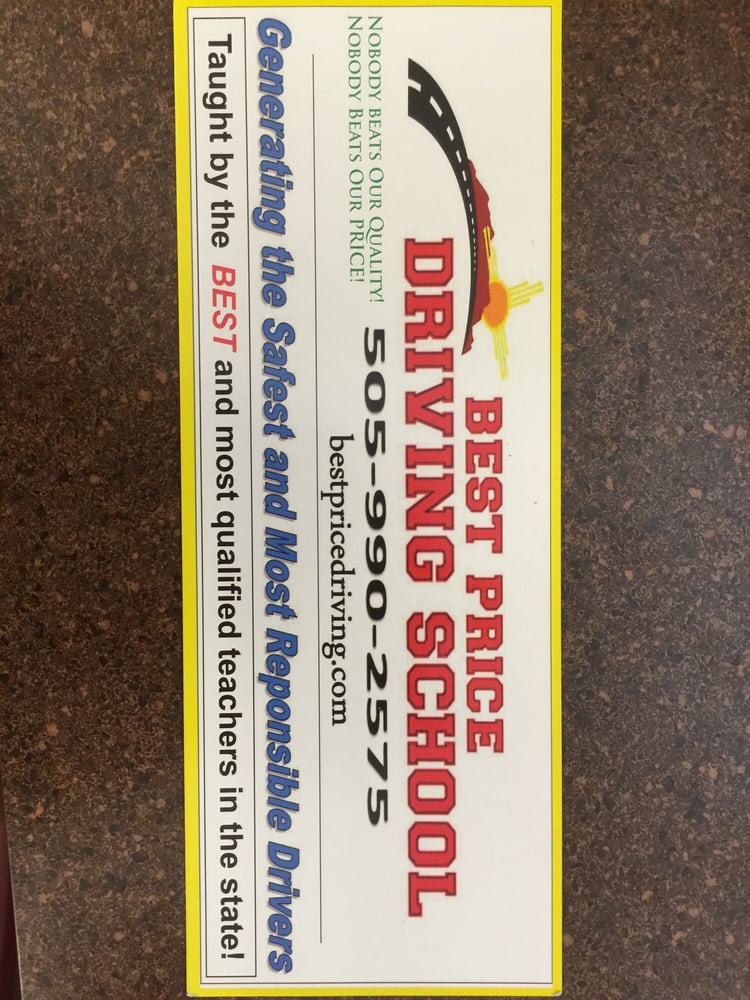 BEST PRICE
DRIVING SCHOOL
NOBODY BEATS OUR QUALITY!
NOBODY BEATS OUR PRICE!
505-990-2575
bestpricedriving.com
Generating the Safest and Most Reponsible Drivers
Taught by the BEST and most qualified teachers in the state!